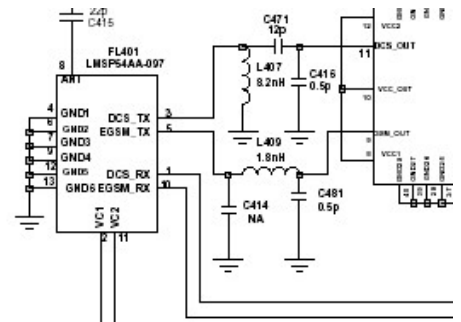 22p
C415
FL401
LMSP54AA-097
8
ANT
C471
12p
L407
8.2nH
C416
0.5p
12
VCC2
DCS_OUT
11
VCC_OUT
10
GSM_OUT
9
8
VCC1
4
GND1
6
GND2
7
GND3
9
GND4
12
GND5
13
GND6
DCS_TX
3
EGSM_TX
5
DCS_RX
1
EGSM_RX
10
VC1
VC2
2
11
L409
1.8nH
C414
NA
C481
0.5p